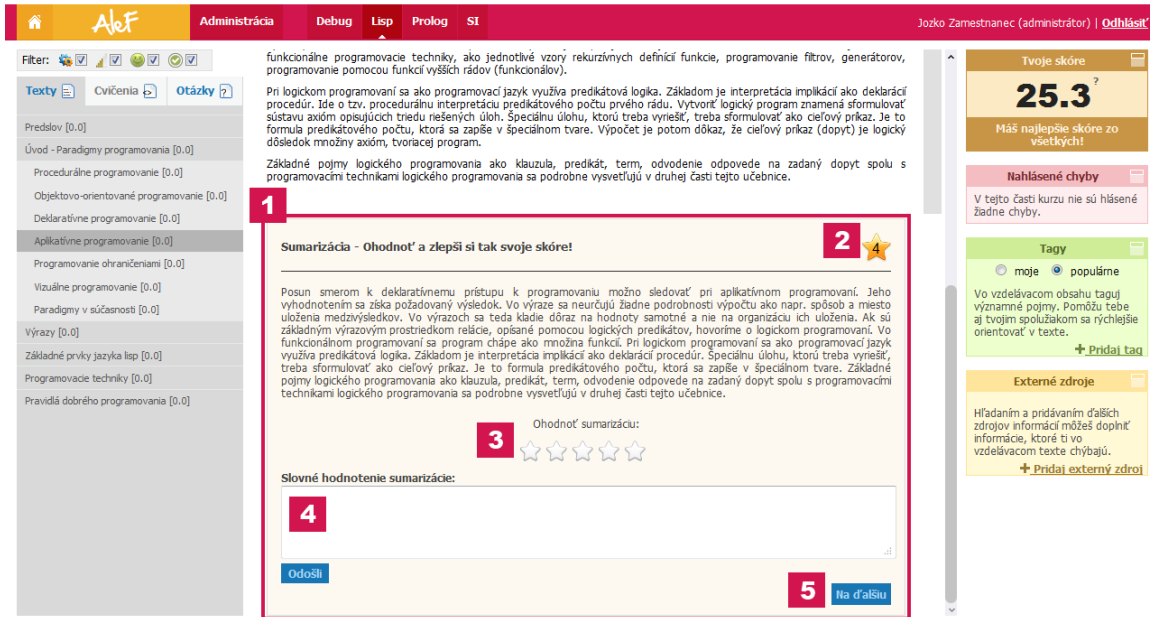 AleF
Administrácia
Debug Lisp Prolog SI
Jozko Zamestnanec (administrátor) | Odhlásiť
Filter:
Texty Cvičenia Otázky ?
Predslov [0.0]
Úvod - Paradigmy programovania [0.0]
Procedurálne programovanie [0.0]
Objektovo-orientované programovanie [0.0]
Deklaratívne programovanie [0.0]
Aplikatívne programovanie [0.0]
Programovanie ohraničeniami [0.0]
Vizuálne programovanie [0.0]
Paradigmy v súčasnosti [0.0]
Výrazy [0.0]
Základné prvky jazyka lisp [0.0]
Programovacie techniky [0.0]
Pravidlá dobrého programovania [0.0]
funkcionálne programovacie techniky, ako jednotlivé vzory rekurzívnych definícií funkcie, programovanie filtrov, generátorov,
programovanie pomocou funkcií vyšších rádov (funkcionálov).
Pri logickom programovaní sa ako programovací jazyk využíva predikátová logika. Základom je interpretácia implikácií ako deklarácií
procedúr. Ide o tzv. procedurálnu interpretáciu predikátového počtu prvého rádu. Vytvoriť logický program znamená sformulovať
sústavu axióm opisujúcich triedu riešených úloh. Špeciálnu úlohu, ktorú treba vyriešiť, treba sformulovať ako cieľový príkaz. Je to
formula predikátového počtu, ktorá sa zapíše v špeciálnom tvare. Výpočet je potom dôkaz, že cieľový príkaz (dopyt) je logický
dôsledok množiny axióm, tvoriacej program.
Základné pojmy logického programovania ako klauzula, predikát, term, odvodenie odpovede na zadaný dopyt spolu s
programovacími technikami logického programovania sa podrobne vysvetľujú v druhej časti tejto učebnice.
1
Sumarizácia - Ohodnoť a zlepši si tak svoje skóre!
2
4
Posun smerom k deklaratívnemu prístupu k programovaniu možno sledovať pri aplikatívnom programovaní. Jeho
vyhodnotením sa získa požadovaný výsledok. Vo výraze sa neurčujú žiadne podrobnosti výpočtu ako napr. spôsob a miesto
uloženia medzivýsledkov. Vo výrazoch sa teda kladie dôraz na hodnoty samotné a nie na organizáciu ich uloženia. Ak sú
základným výrazovým prostriedkom relácie, opísané pomocou logických predikátov, hovoríme o logickom programovaní. Vo
funkcionálnom programovaní sa program chápe ako množina funkcií. Pri logickom programovaní sa ako programovací jazyk
využíva predikátová logika. Základom je interpretácia implikácií ako deklarácií procedúr. Špeciálnu úlohu, ktorú treba vyriešiť,
treba sformulovať ako cieľový príkaz. Je to formula predikátového počtu, ktorá sa zapíše v špeciálnom tvare. Základné
pojmy logického programovania ako klauzula, predikát, term, odvodenie odpovede na zadaný dopyt spolu s programovacími
technikami logického programovania sa podrobne vysvetľujú v druhej časti tejto učebnice.
Ohodnoť sumarizáciu:
3
Slovné hodnotenie sumarizácie:
4
Odošli
5
Na ďalšiu
Tvoje skóre
25.3 ?
Máš najlepšie skóre zo
všetkých!
Nahlásené chyby
V tejto časti kurzu nie sú hlásené
žiadne chyby.
Tagy
moje populárne
Vo vzdelávacom obsahu taguj
významné pojmy. Pomôžu tebe
aj tvojim spolužiakom sa rýchlejšie
orientovať v texte.
+ Pridaj tag
Externé zdroje
Hľadaním a pridávaním ďalších
zdrojov informácií môžeš doplniť
informácie, ktoré ti vo
vzdelávacom texte chýbajú.
+ Pridaj externý zdroj